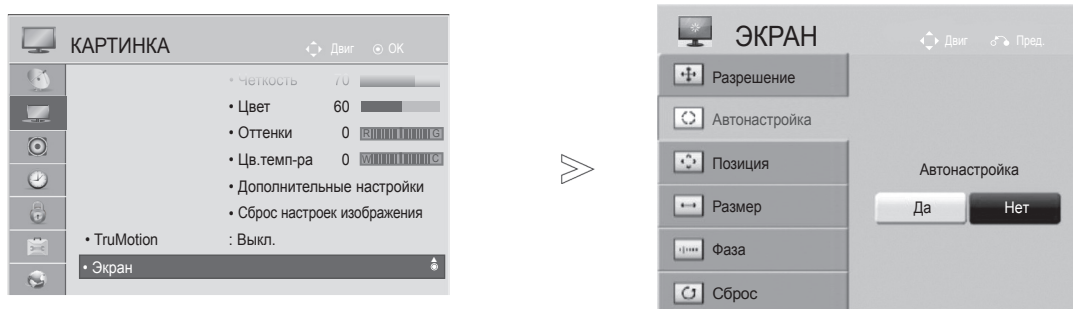 КАРТИНКА
Двиг OK
• Четкость 70
• Цвет 60
• Оттенки 0 R G
• Цв.темп-ра 0 W C
• Дополнительные настройки
• Сброс настроек изображения
• TruMotion : Выкл.
• Экран
ЭКРАН
Двиг Пред.
Разрешение
Автонастройка
Позиция
Размер
Фаза
Сброс
Автонастройка
Да Нет